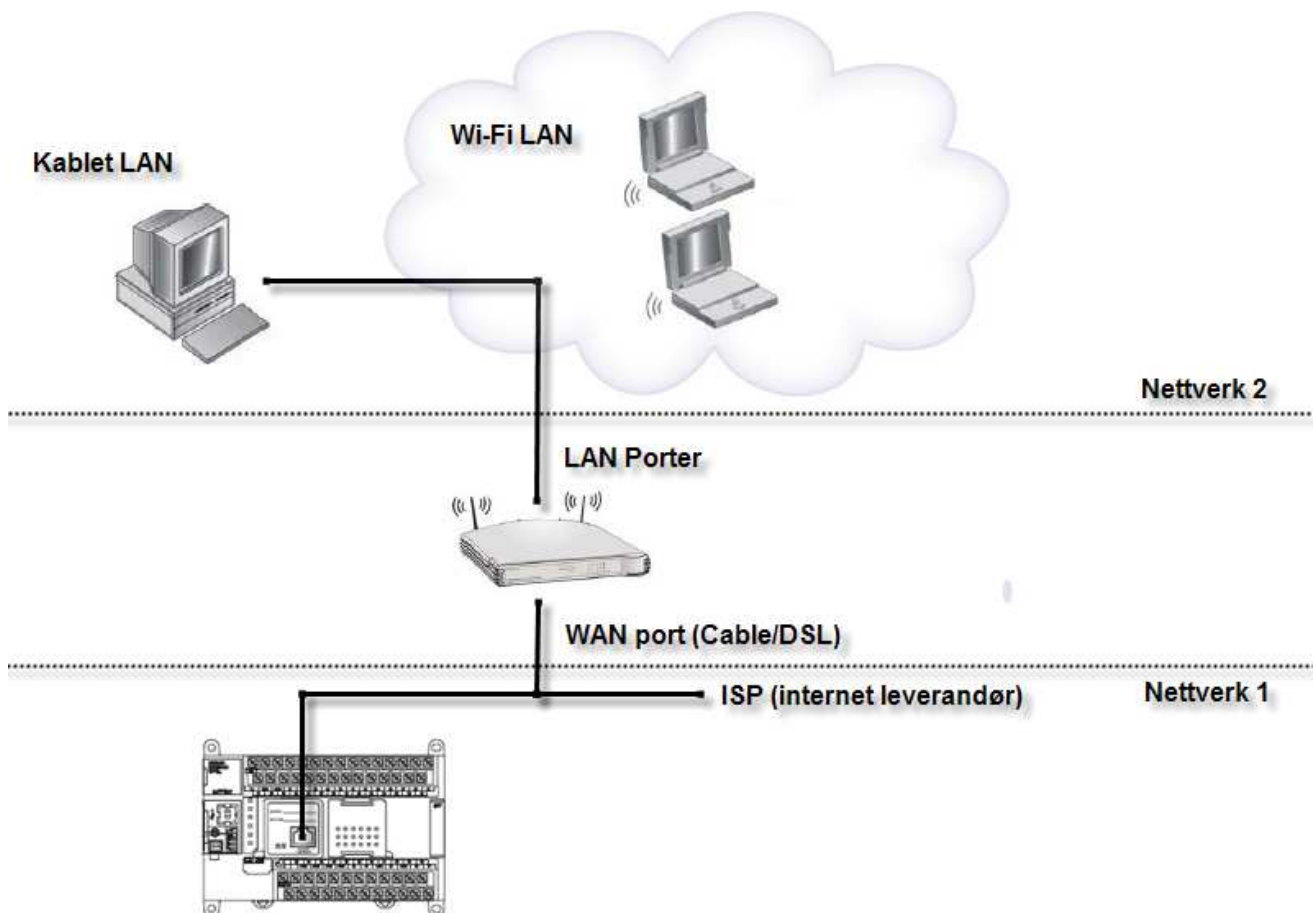 Wi-Fi LAN
Kablet LAN
Nettverk 2
LAN Porter
WAN port (Cable/DSL)
ISP (internet leverandør)
Nettverk 1